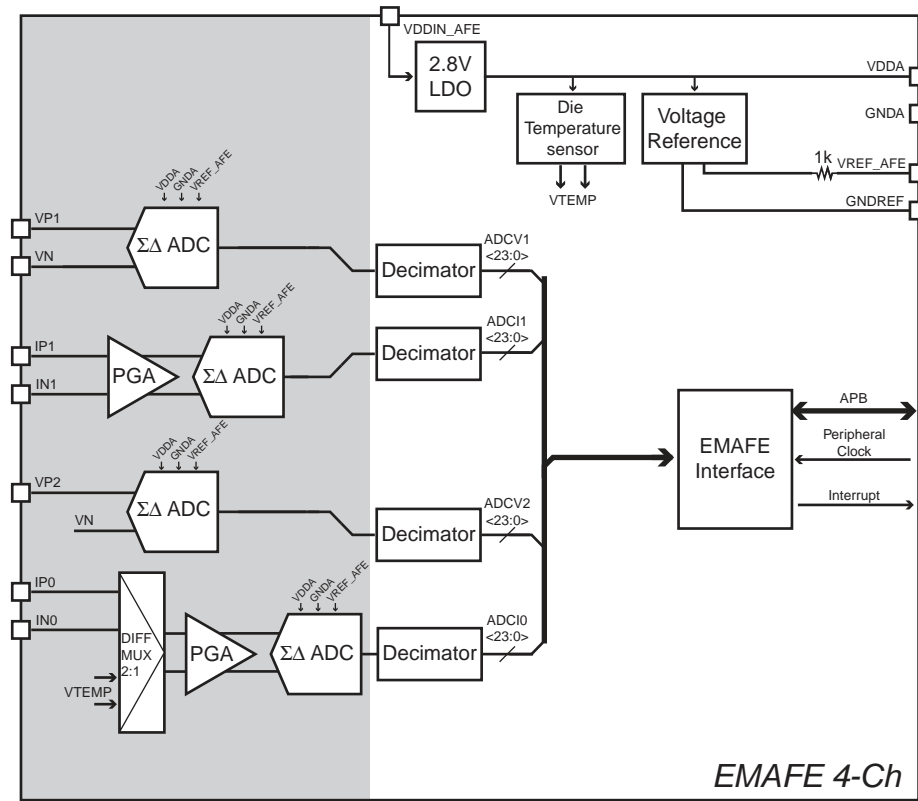 VDDIN_AFE
2.8V
LDO
VDDA
GNDA
Die
Temperature
sensor
VTEMP
Voltage
Reference
1k
VREF_AFE
GNDREF
VDDA
GNDA
VREF_AFE
VP1
VN
ΣΔ ADC
Decimator
ADCV1
<23:0>
VDDA
GNDA
VREF_AFE
IP1
IN1
PGA
ΣΔ ADC
Decimator
ADCI1
<23:0>
VDDA
GNDA
VREF_AFE
VP2
VN
ΣΔ ADC
Decimator
ADCV2
<23:0>
EMAFE
Interface
APB
Peripheral
Clock
Interrupt
VDDA
GNDA
VREF_AFE
IP0
IN0
DIFF
MUX
2:1
VTEMP
PGA
ΣΔ ADC
Decimator
ADCI0
<23:0>
EMAFE 4-Ch